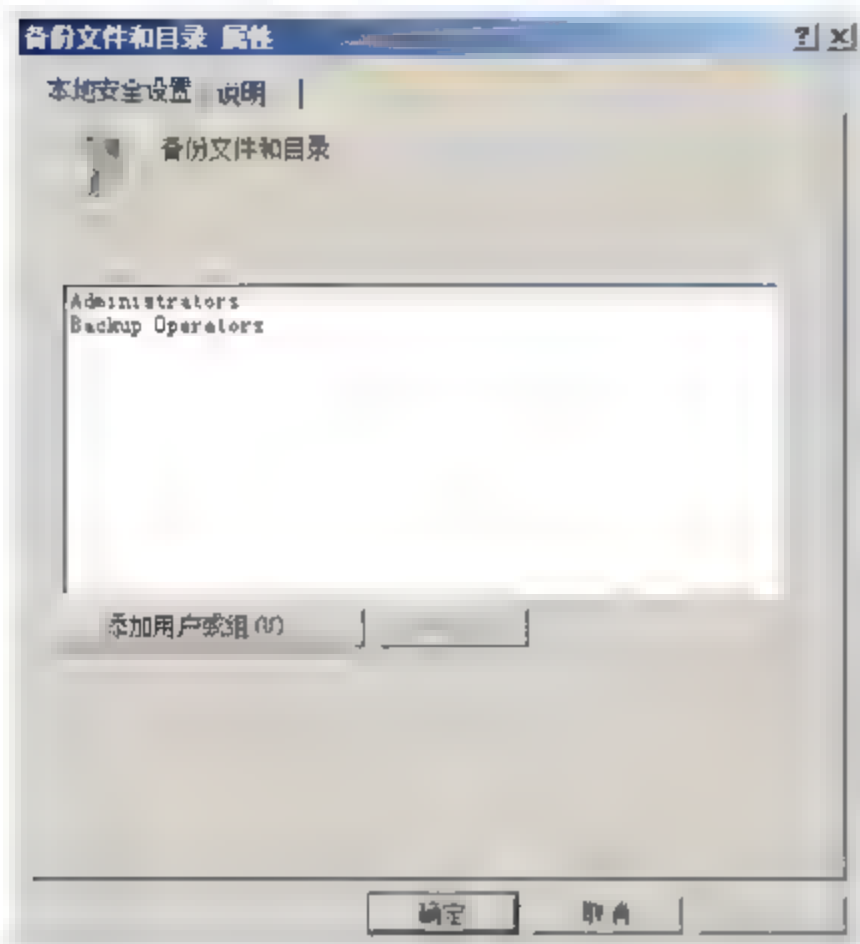 备份文件和目录 属性
本地安全设置 说明
备份文件和目录
Administrators
Backup Operators
添加用户或组(U)
确定 取消